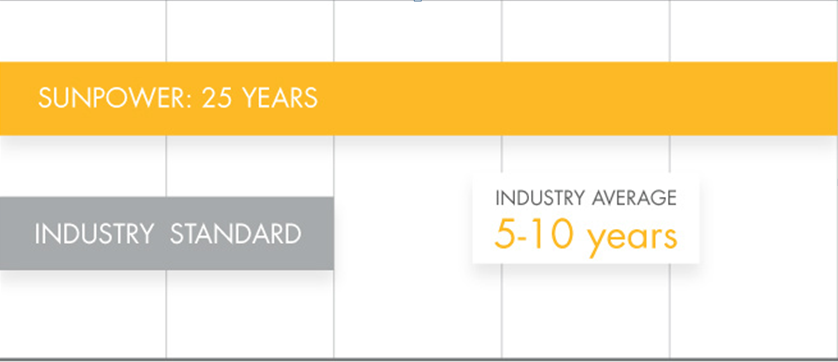 SUNPOWER: 25 YEARS
INDUSTRY STANDARD
INDUSTRY AVERAGE
5-10 years